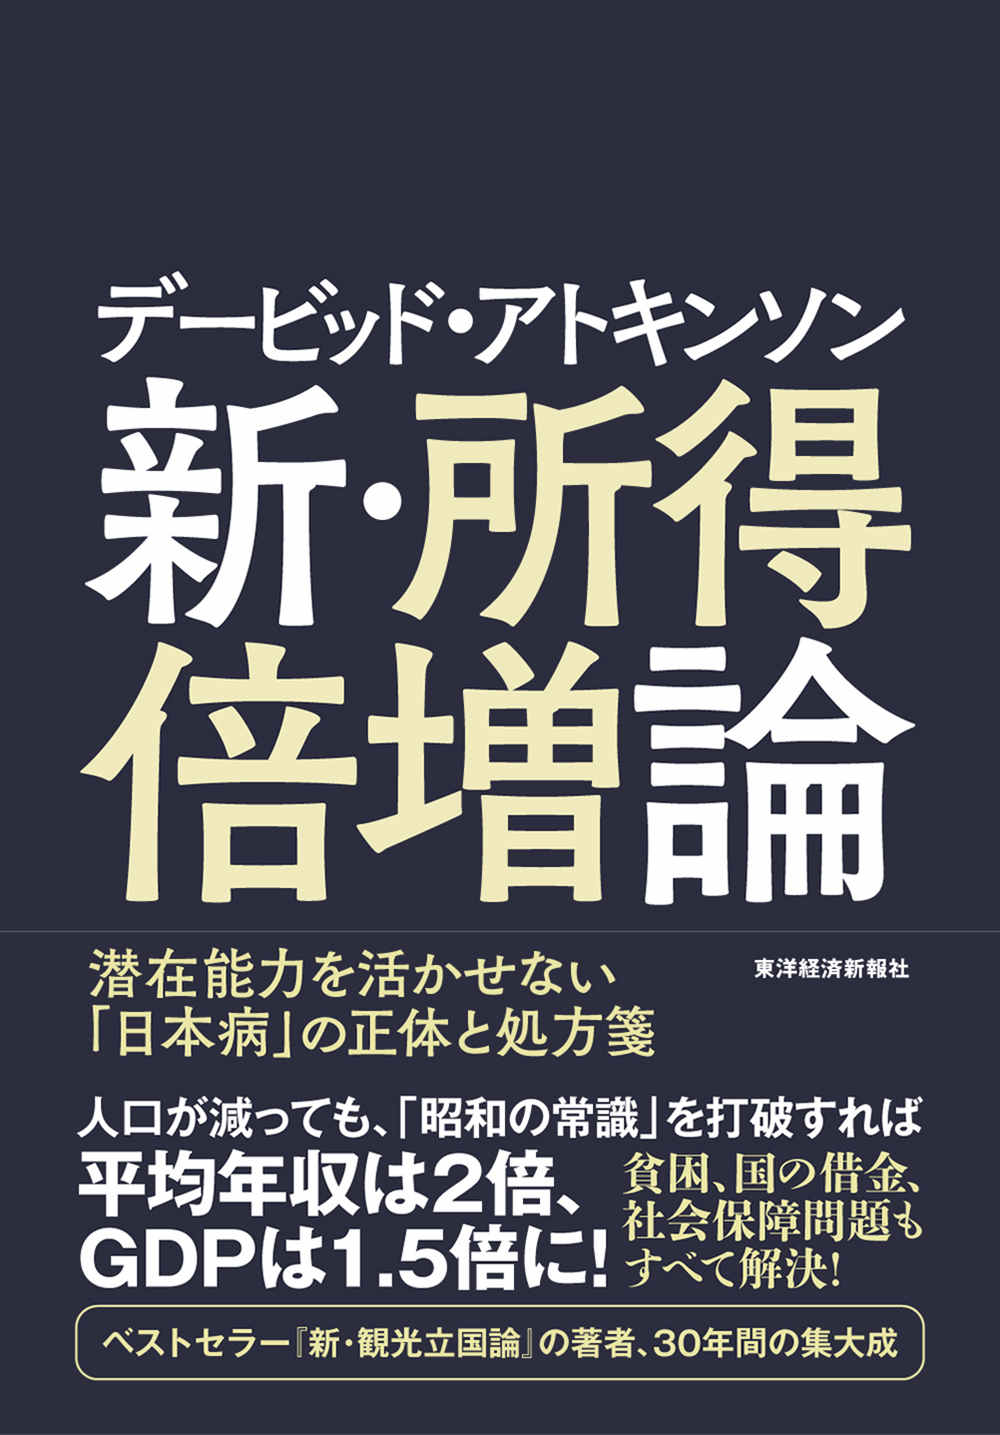 デービッド・アトキンソン
新・所得
倍増論
潜在能力を活かせない
「日本病」の正体と処方箋
東洋経済新報社
人口が減っても、「昭和の常識」を打破すれば
平均年収は2倍、
GDPは1.5倍に!
貧困、国の借金、
社会保障問題も
すべて解決!
ベストセラー『新・観光立国論』の著者、30年間の集大成